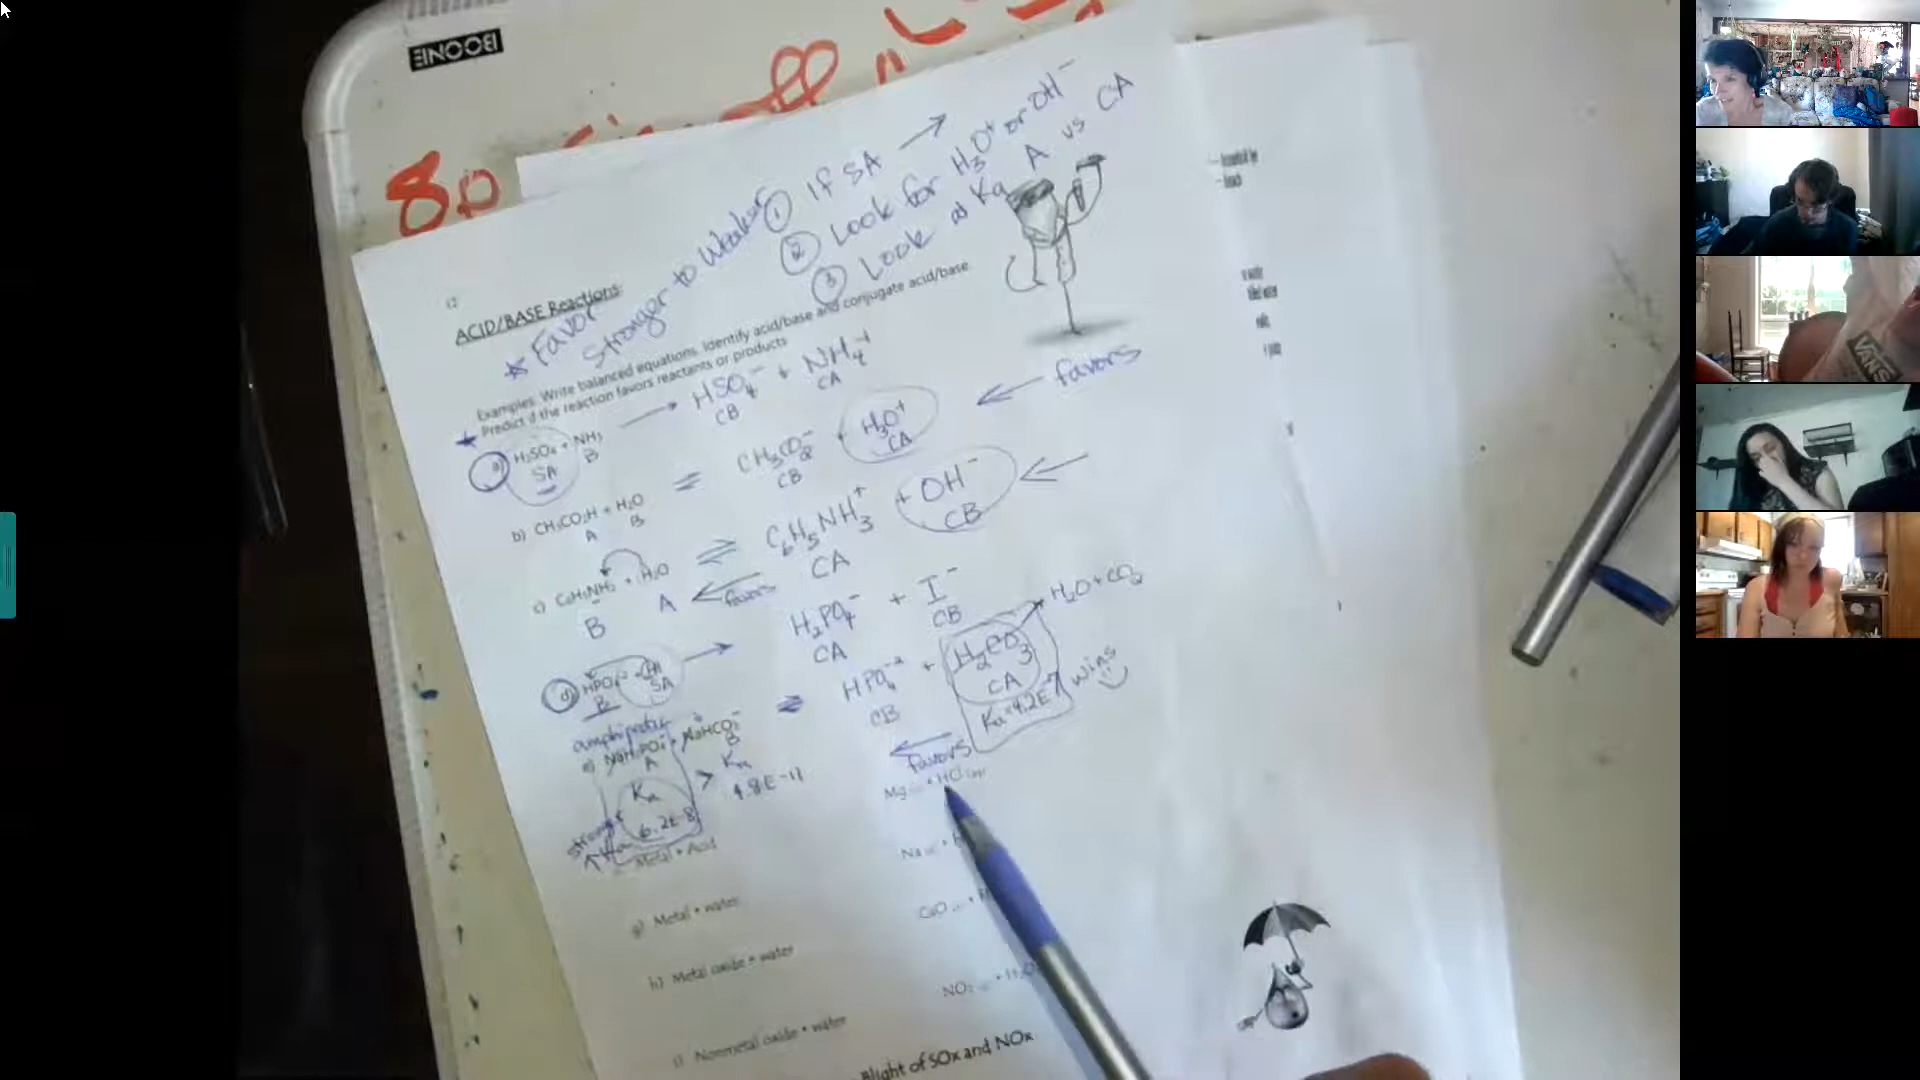 BOONE
80
① If SA →
② Look for H₃O⁺ or OH⁻
③ Look @ Ka A vs CA
12
ACID/BASE Reactions:
* Favor
Stronger to Weaker
Examples: Write balanced equations. Identify acid/base and conjugate acid/base.
Predict if the reaction favors reactants or products
a) H₂SO₄ + NH₃ → HSO₄⁻ + NH₄⁺
SA B CB CA
← favors
b) CH₃CO₂H + H₂O ⇌ CH₃CO₂⁻ + H₃O⁺
A B CB CA
c) C₆H₅NH₂ + H₂O ⇌ C₆H₅NH₃⁺ + OH⁻ ←
B A CA CB
← favors
d) HPO₄ + HI → H₂PO₄⁻ + I⁻
B SA CA CB
amphiprotic
e) NaH₂PO₄ + NaHCO₃ ⇌ HPO₄⁻² + H₂CO₃ → H₂O + CO₂
A B CB CA
Ka = 4.2E⁻⁷ wins
← favors
Ka 6.2E-8 > Ka 4.8E-11
stronger
↑ Ka
Metal + Acid Mg + HCl
g) Metal + water Na +
h) Metal oxide + water CaO +
i) Nonmetal oxide + water NO₂ + H₂O
Blight of SOx and NOx
VANS